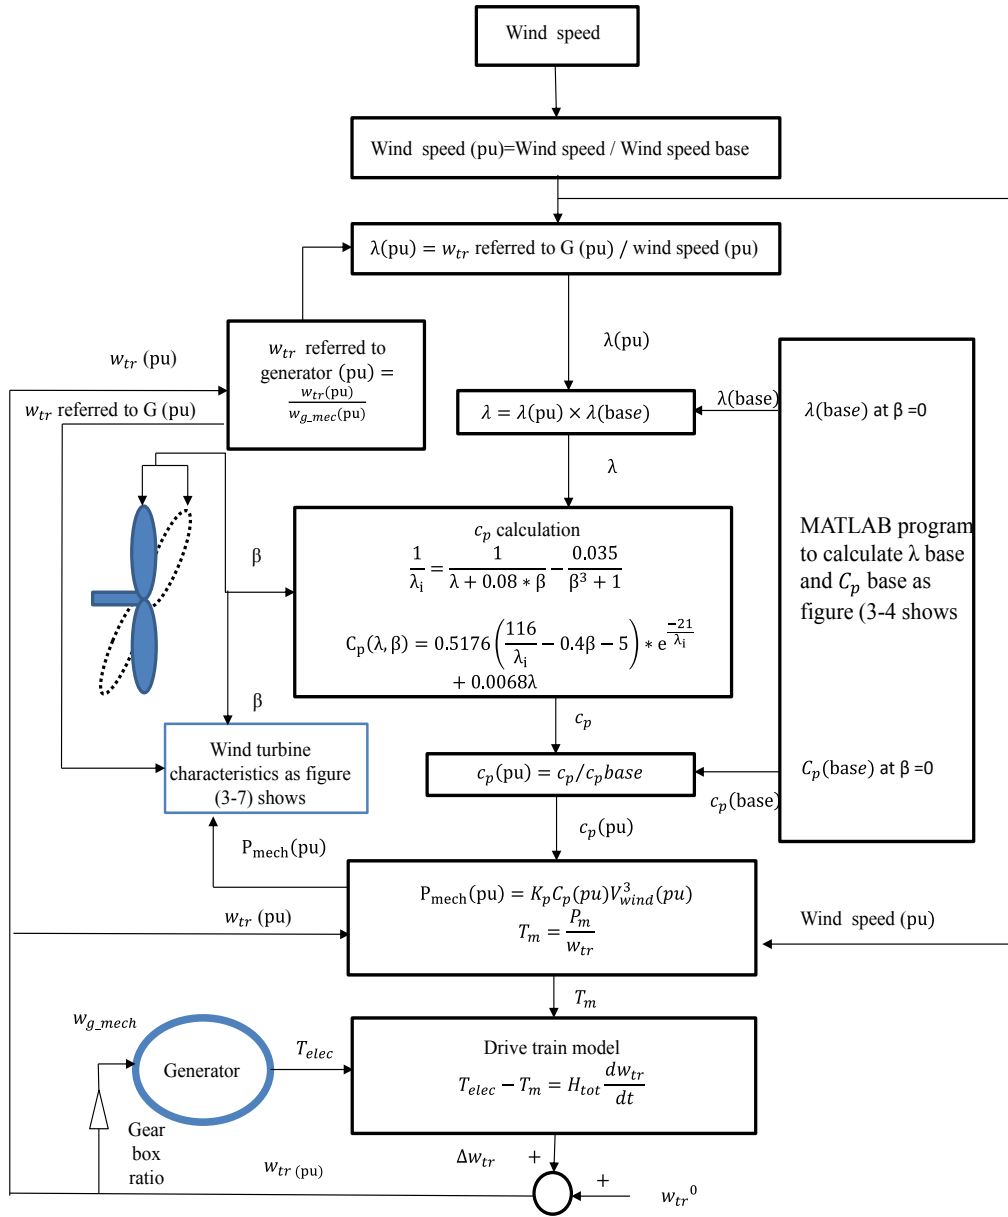 Wind speed
Wind speed (pu)=Wind speed / Wind speed base
λ(pu) = w_tr referred to G (pu) / wind speed (pu)
λ(pu)
w_tr (pu)
w_tr referred to
generator (pu) =
w_tr(pu)
w_g_mec(pu)
w_tr referred to G (pu)
λ = λ(pu) × λ(base)
λ(base)
λ(base) at β =0
λ
c_p calculation
1/λ_i = 1/(λ + 0.08 * β) − 0.035/(β^3 + 1)
β
C_p(λ, β) = 0.5176 (116/λ_i − 0.4β − 5) * e^(−21/λ_i)
+ 0.0068λ
MATLAB program
to calculate λ base
and C_p base as
figure (3-4 shows
β
c_p
Wind turbine
characteristics as figure
(3-7) shows
c_p(pu) = c_p/c_p base
C_p(base) at β =0
c_p(base)
c_p(pu)
P_mech(pu)
P_mech(pu) = K_p C_p(pu)V_wind^3(pu)
T_m = P_m/w_tr
w_tr (pu)
Wind speed (pu)
T_m
w_g_mech
Generator
T_elec
Drive train model
T_elec − T_m = H_tot dw_tr/dt
Gear
box
ratio
w_tr (pu)
Δw_tr +
+
w_tr^0